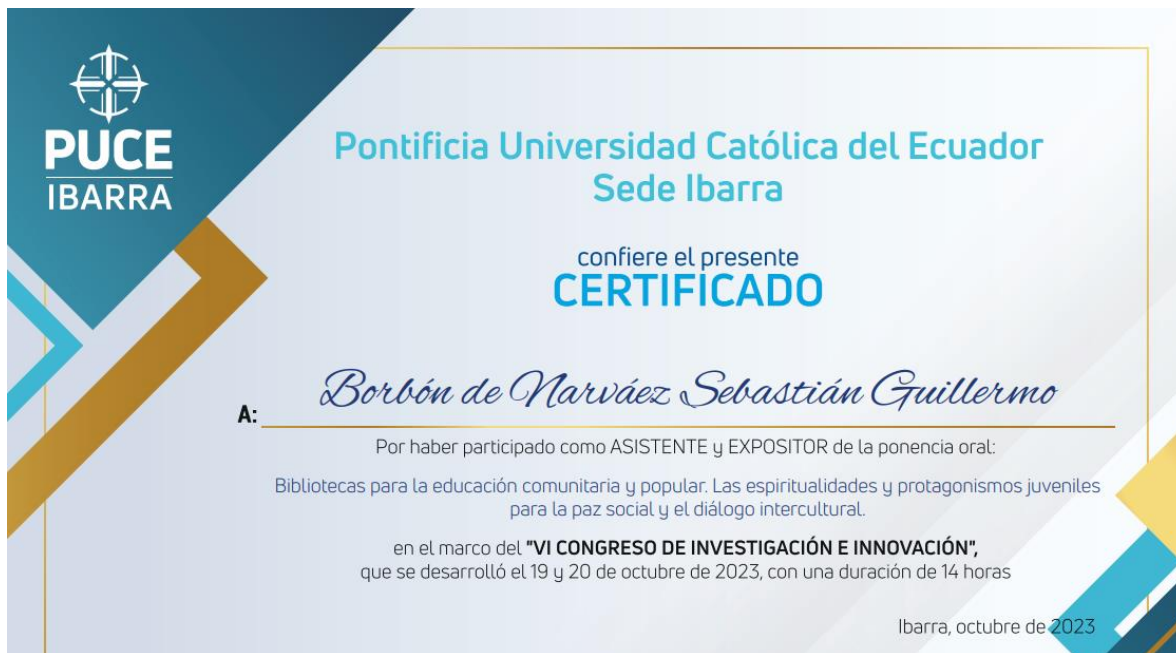 PUCE
IBARRA
Pontificia Universidad Católica del Ecuador
Sede Ibarra
confiere el presente
CERTIFICADO
A: Borbón de Narváez Sebastián Guillermo
Por haber participado como ASISTENTE y EXPOSITOR de la ponencia oral:
Bibliotecas para la educación comunitaria y popular. Las espiritualidades y protagonismos juveniles
para la paz social y el diálogo intercultural.
en el marco del "VI CONGRESO DE INVESTIGACIÓN E INNOVACIÓN",
que se desarrolló el 19 y 20 de octubre de 2023, con una duración de 14 horas
Ibarra, octubre de 2023